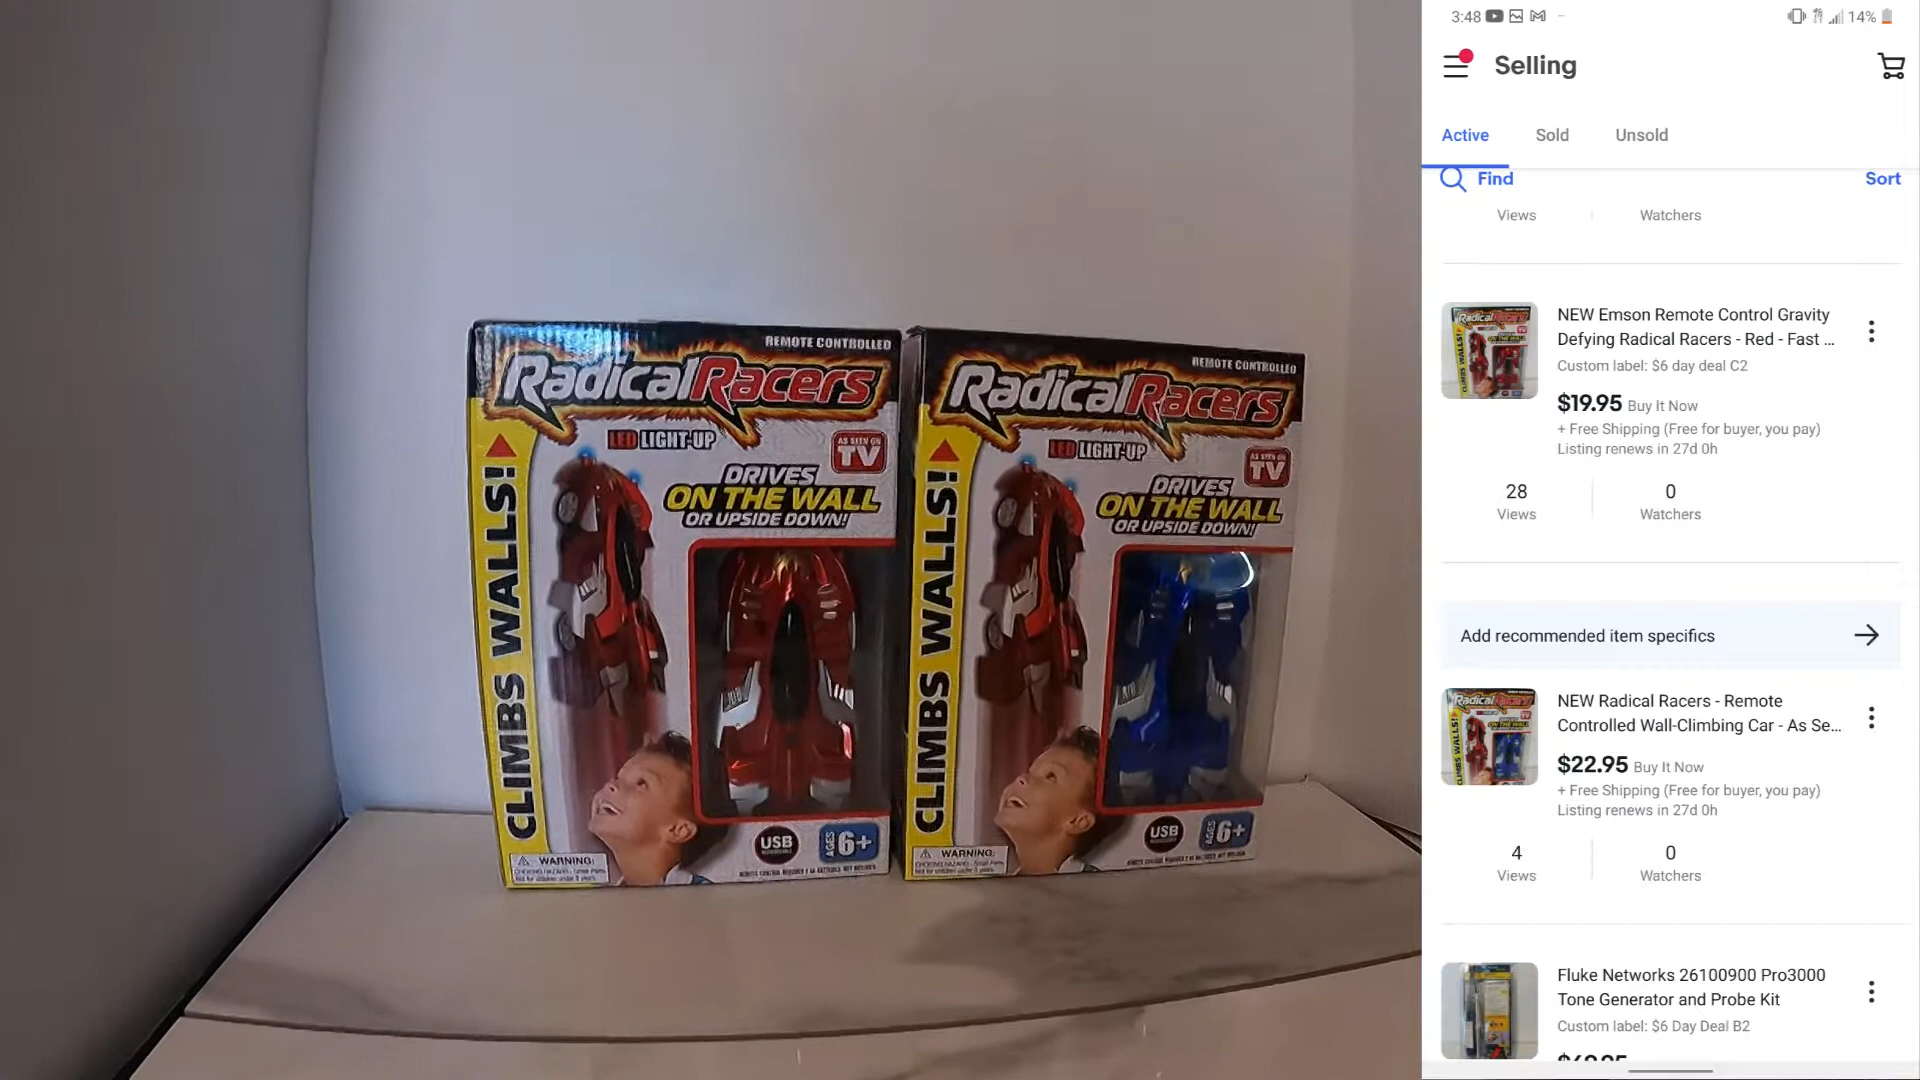 REMOTE CONTROLLED
RadicalRacers
LED LIGHT-UP
AS SEEN ON
TV
DRIVES
ON THE WALL
OR UPSIDE DOWN!
CLIMBS WALLS!
WARNING:
USB
AGES
6+
REMOTE CONTROLLED
RadicalRacers
LED LIGHT-UP
AS SEEN ON
TV
DRIVES
ON THE WALL
OR UPSIDE DOWN!
CLIMBS WALLS!
WARNING:
USB
AGES
6+
3:48
14%
Selling
Active Sold Unsold
Find Sort
Views Watchers
NEW Emson Remote Control Gravity
Defying Radical Racers - Red - Fast ...
Custom label: $6 day deal C2
$19.95 Buy It Now
+ Free Shipping (Free for buyer, you pay)
Listing renews in 27d 0h
28 0
Views Watchers
Add recommended item specifics
NEW Radical Racers - Remote
Controlled Wall-Climbing Car - As Se...
$22.95 Buy It Now
+ Free Shipping (Free for buyer, you pay)
Listing renews in 27d 0h
4 0
Views Watchers
Fluke Networks 26100900 Pro3000
Tone Generator and Probe Kit
Custom label: $6 Day Deal B2